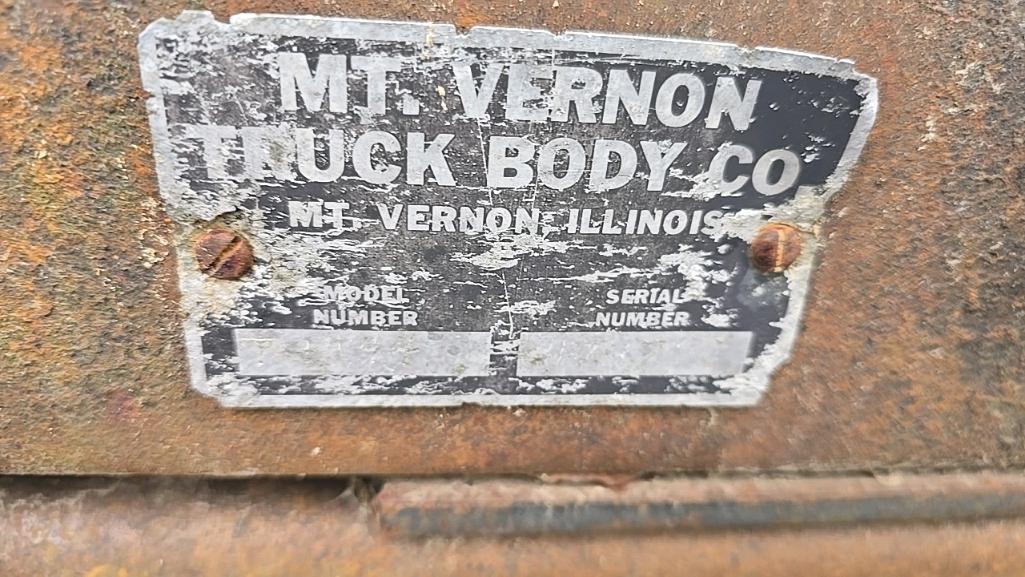 MT. VERNON
TRUCK BODY CO.
MT. VERNON, ILLINOIS
MODEL NUMBER
SERIAL NUMBER